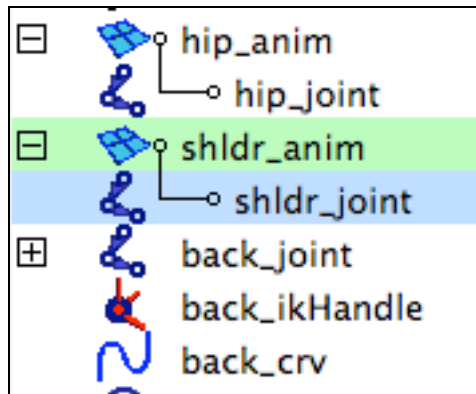 hip_anim
hip_joint
shldr_anim
shldr_joint
back_joint
back_ikHandle
back_crv